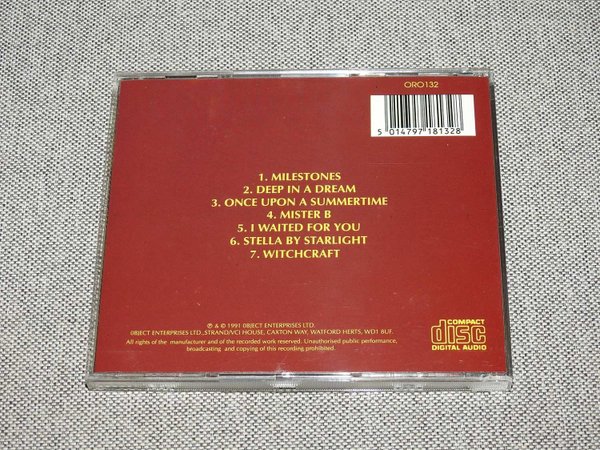 ORO132
5 014797 181328
1. MILESTONES
2. DEEP IN A DREAM
3. ONCE UPON A SUMMERTIME
4. MISTER B
5. I WAITED FOR YOU
6. STELLA BY STARLIGHT
7. WITCHCRAFT
℗ & © 1991 OBJECT ENTERPRISES LTD.
OBJECT ENTERPRISES LTD.,STRAND/VCI HOUSE, CAXTON WAY, WATFORD HERTS, WD1 8UF.
All rights of the manufacturer and of the recorded work reserved. Unauthorised public performance,
broadcasting and copying of this recording prohibited.
COMPACT
disc
DIGITAL AUDIO